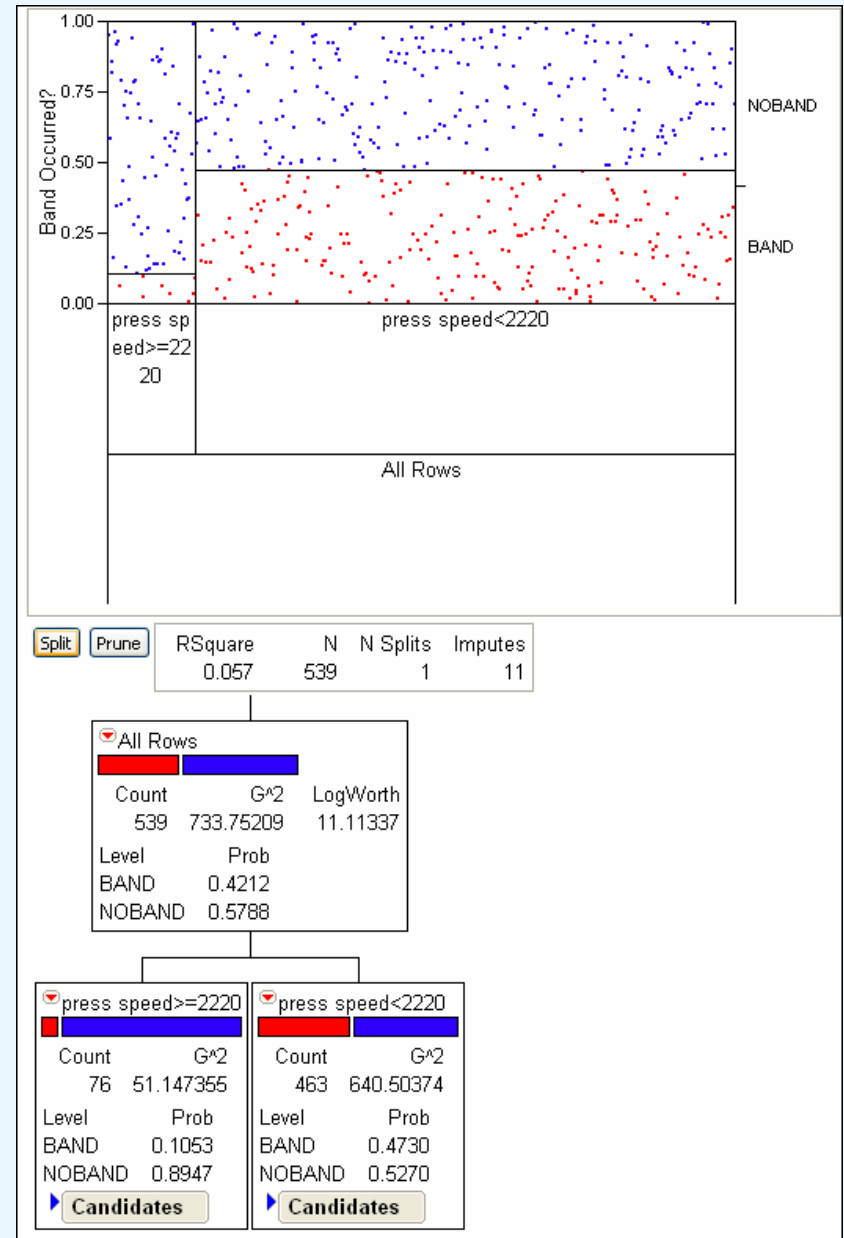 1.00
0.75
0.50
0.25
0.00
Band Occurred?
NOBAND
BAND
press sp
eed>=22
20
press speed<2220
All Rows
Split Prune RSquare N N Splits Imputes
0.057 539 1 11
All Rows
Count G^2 LogWorth
539 733.75209 11.11337
Level Prob
BAND 0.4212
NOBAND 0.5788
press speed>=2220
Count G^2
76 51.147355
Level Prob
BAND 0.1053
NOBAND 0.8947
Candidates
press speed<2220
Count G^2
463 640.50374
Level Prob
BAND 0.4730
NOBAND 0.5270
Candidates